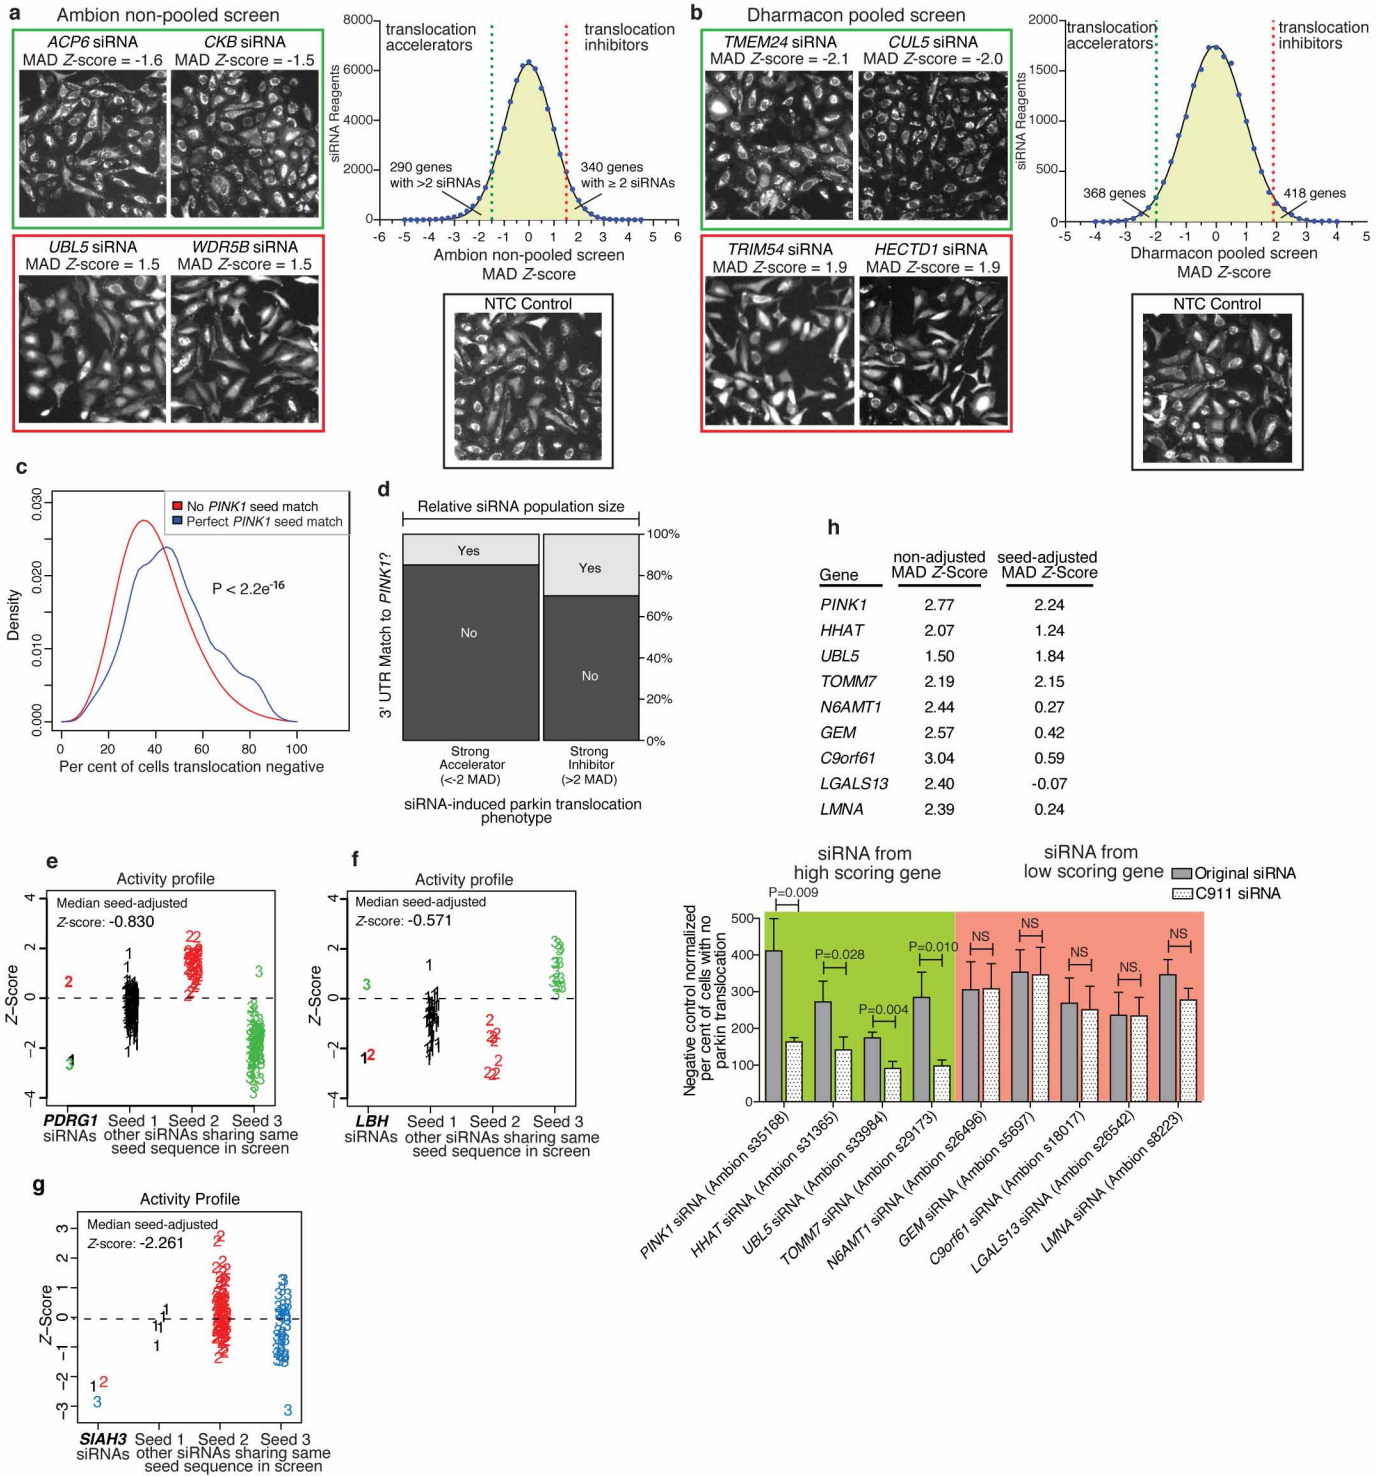 a
Ambion non-pooled screen
ACP6 siRNA
MAD Z-score = -1.6
CKB siRNA
MAD Z-score = -1.5
UBL5 siRNA
MAD Z-score = 1.5
WDR5B siRNA
MAD Z-score = 1.5
translocation
accelerators
translocation
inhibitors
siRNA Reagents
8000
6000
4000
2000
0
290 genes
with >2 siRNAs
340 genes
with ≥ 2 siRNAs
-6 -5 -4 -3 -2 -1 0 1 2 3 4 5 6
Ambion non-pooled screen
MAD Z-score
NTC Control
b
Dharmacon pooled screen
TMEM24 siRNA
MAD Z-score = -2.1
CUL5 siRNA
MAD Z-score = -2.0
TRIM54 siRNA
MAD Z-score = 1.9
HECTD1 siRNA
MAD Z-score = 1.9
translocation
accelerators
translocation
inhibitors
siRNA Reagents
2000
1500
1000
500
0
368 genes
418 genes
-5 -4 -3 -2 -1 0 1 2 3 4 5
Dharmacon pooled screen
MAD Z-score
NTC Control
c
No PINK1 seed match
Perfect PINK1 seed match
P < 2.2e-16
Density
0.030
0.020
0.010
0.000
0 20 40 60 80 100
Per cent of cells translocation negative
d
Relative siRNA population size
3' UTR Match to PINK1?
Yes
No
Yes
No
100%
80%
60%
40%
20%
0%
Strong
Accelerator
(<-2 MAD)
Strong
Inhibitor
(>2 MAD)
siRNA-induced parkin translocation
phenotype
h
Gene
non-adjusted
MAD Z-Score
seed-adjusted
MAD Z-Score
PINK1 2.77 2.24
HHAT 2.07 1.24
UBL5 1.50 1.84
TOMM7 2.19 2.15
N6AMT1 2.44 0.27
GEM 2.57 0.42
C9orf61 3.04 0.59
LGALS13 2.40 -0.07
LMNA 2.39 0.24
siRNA from
high scoring gene
siRNA from
low scoring gene
Original siRNA
C911 siRNA
Negative control normalized
per cent of cells with no
parkin translocation
500
400
300
200
100
0
P=0.009
P=0.028
P=0.004
P=0.010
NS
NS
NS
NS.
NS
PINK1 siRNA (Ambion s35168)
HHAT siRNA (Ambion s31365)
UBL5 siRNA (Ambion s33984)
TOMM7 siRNA (Ambion s29173)
N6AMT1 siRNA (Ambion s26496)
GEM siRNA (Ambion s5697)
C9orf61 siRNA (Ambion s18017)
LGALS13 siRNA (Ambion s26542)
LMNA siRNA (Ambion s8223)
e
Activity profile
Median seed-adjusted
Z-score: -0.830
Z-Score
4
2
0
-2
-4
PDRG1
siRNAs
Seed 1 Seed 2 Seed 3
other siRNAs sharing same
seed sequence in screen
f
Activity profile
Median seed-adjusted
Z-score: -0.571
Z-Score
4
2
0
-2
-4
LBH
siRNAs
Seed 1 Seed 2 Seed 3
other siRNAs sharing same
seed sequence in screen
g
Activity Profile
Median seed-adjusted
Z-score: -2.261
Z-Score
3
2
1
0
-1
-2
-3
SIAH3
siRNAs
Seed 1 Seed 2 Seed 3
other siRNAs sharing same
seed sequence in screen